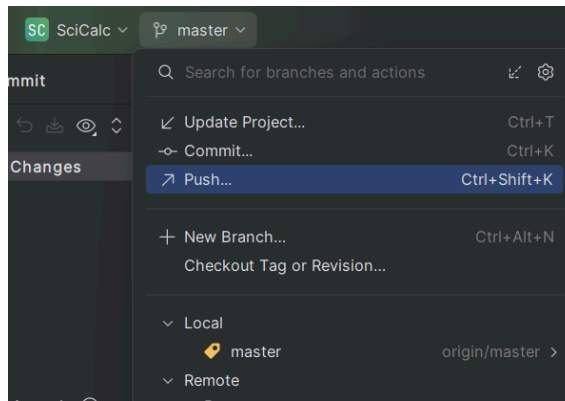 SC SciCalc master
mmit
Search for branches and actions
Update Project... Ctrl+T
Commit... Ctrl+K
Changes
Push... Ctrl+Shift+K
New Branch... Ctrl+Alt+N
Checkout Tag or Revision...
Local
master origin/master
Remote